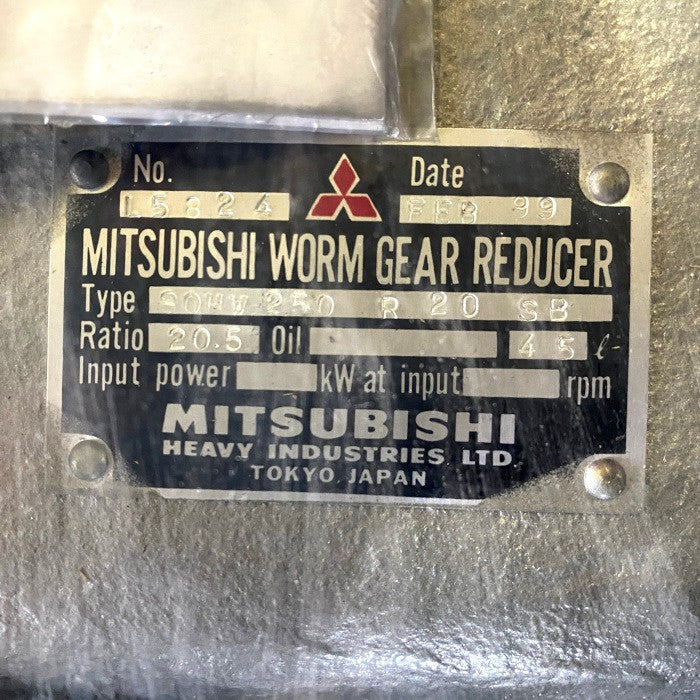 No. L5824 Date FEB 99
MITSUBISHI WORM GEAR REDUCER
Type 250 R 20 SB
Ratio 20.5 Oil 45 ℓ
Input power kW at input rpm
MITSUBISHI
HEAVY INDUSTRIES, LTD.
TOKYO, JAPAN